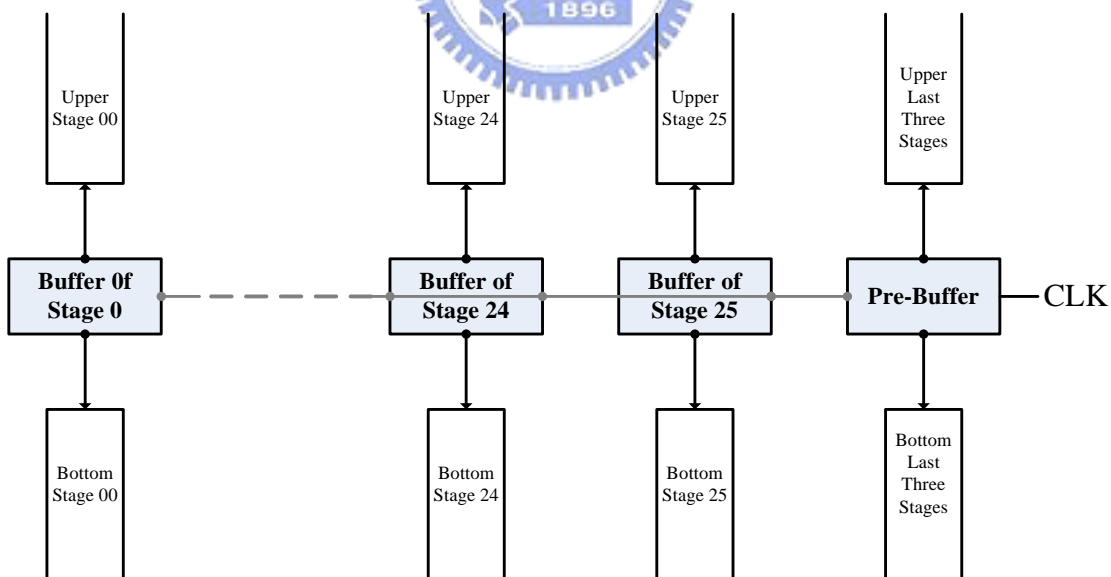 1896
Upper
Stage 00
Upper
Stage 24
Upper
Stage 25
Upper
Last
Three
Stages
Buffer 0f
Stage 0
Buffer of
Stage 24
Buffer of
Stage 25
Pre-Buffer
CLK
Bottom
Stage 00
Bottom
Stage 24
Bottom
Stage 25
Bottom
Last
Three
Stages